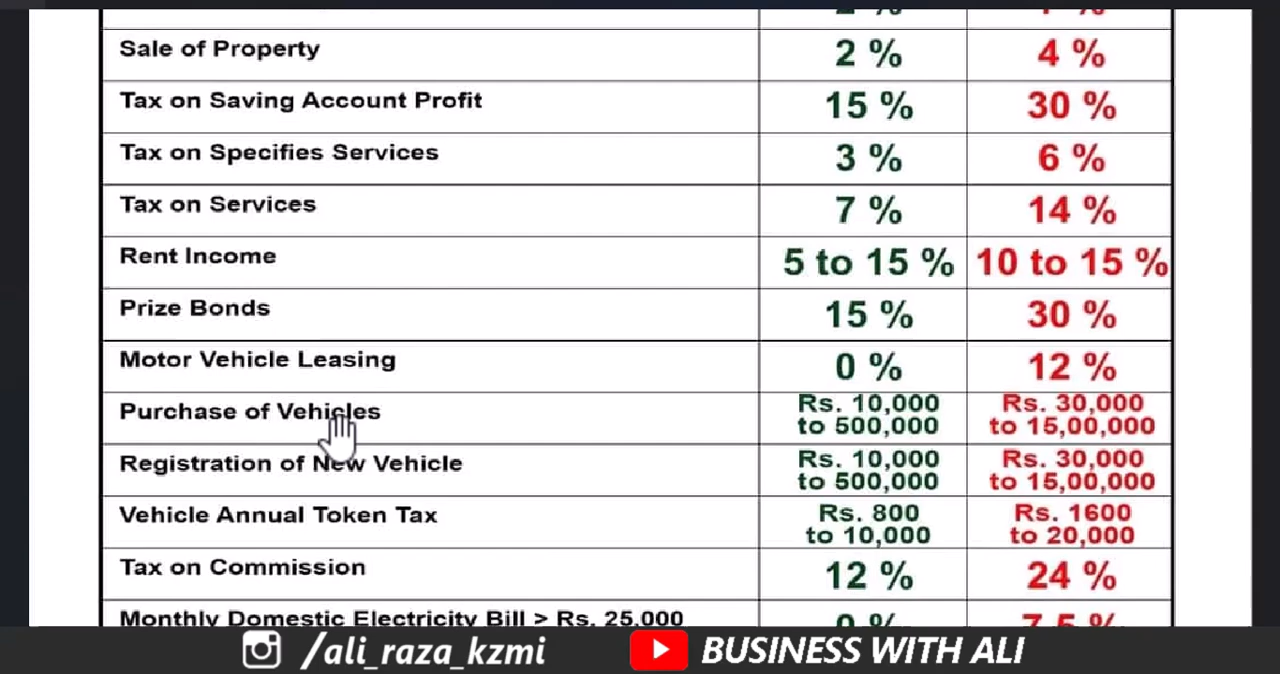 Sale of Property 2 % 4 %
Tax on Saving Account Profit 15 % 30 %
Tax on Specifies Services 3 % 6 %
Tax on Services 7 % 14 %
Rent Income 5 to 15 % 10 to 15 %
Prize Bonds 15 % 30 %
Motor Vehicle Leasing 0 % 12 %
Purchase of Vehicles Rs. 10,000 to 500,000 Rs. 30,000 to 15,00,000
Registration of New Vehicle Rs. 10,000 to 500,000 Rs. 30,000 to 15,00,000
Vehicle Annual Token Tax Rs. 800 to 10,000 Rs. 1600 to 20,000
Tax on Commission 12 % 24 %
Monthly Domestic Electricity Bill > Rs. 25,000 0 % 7.5 %
/ali_raza_kzmi BUSINESS WITH ALI